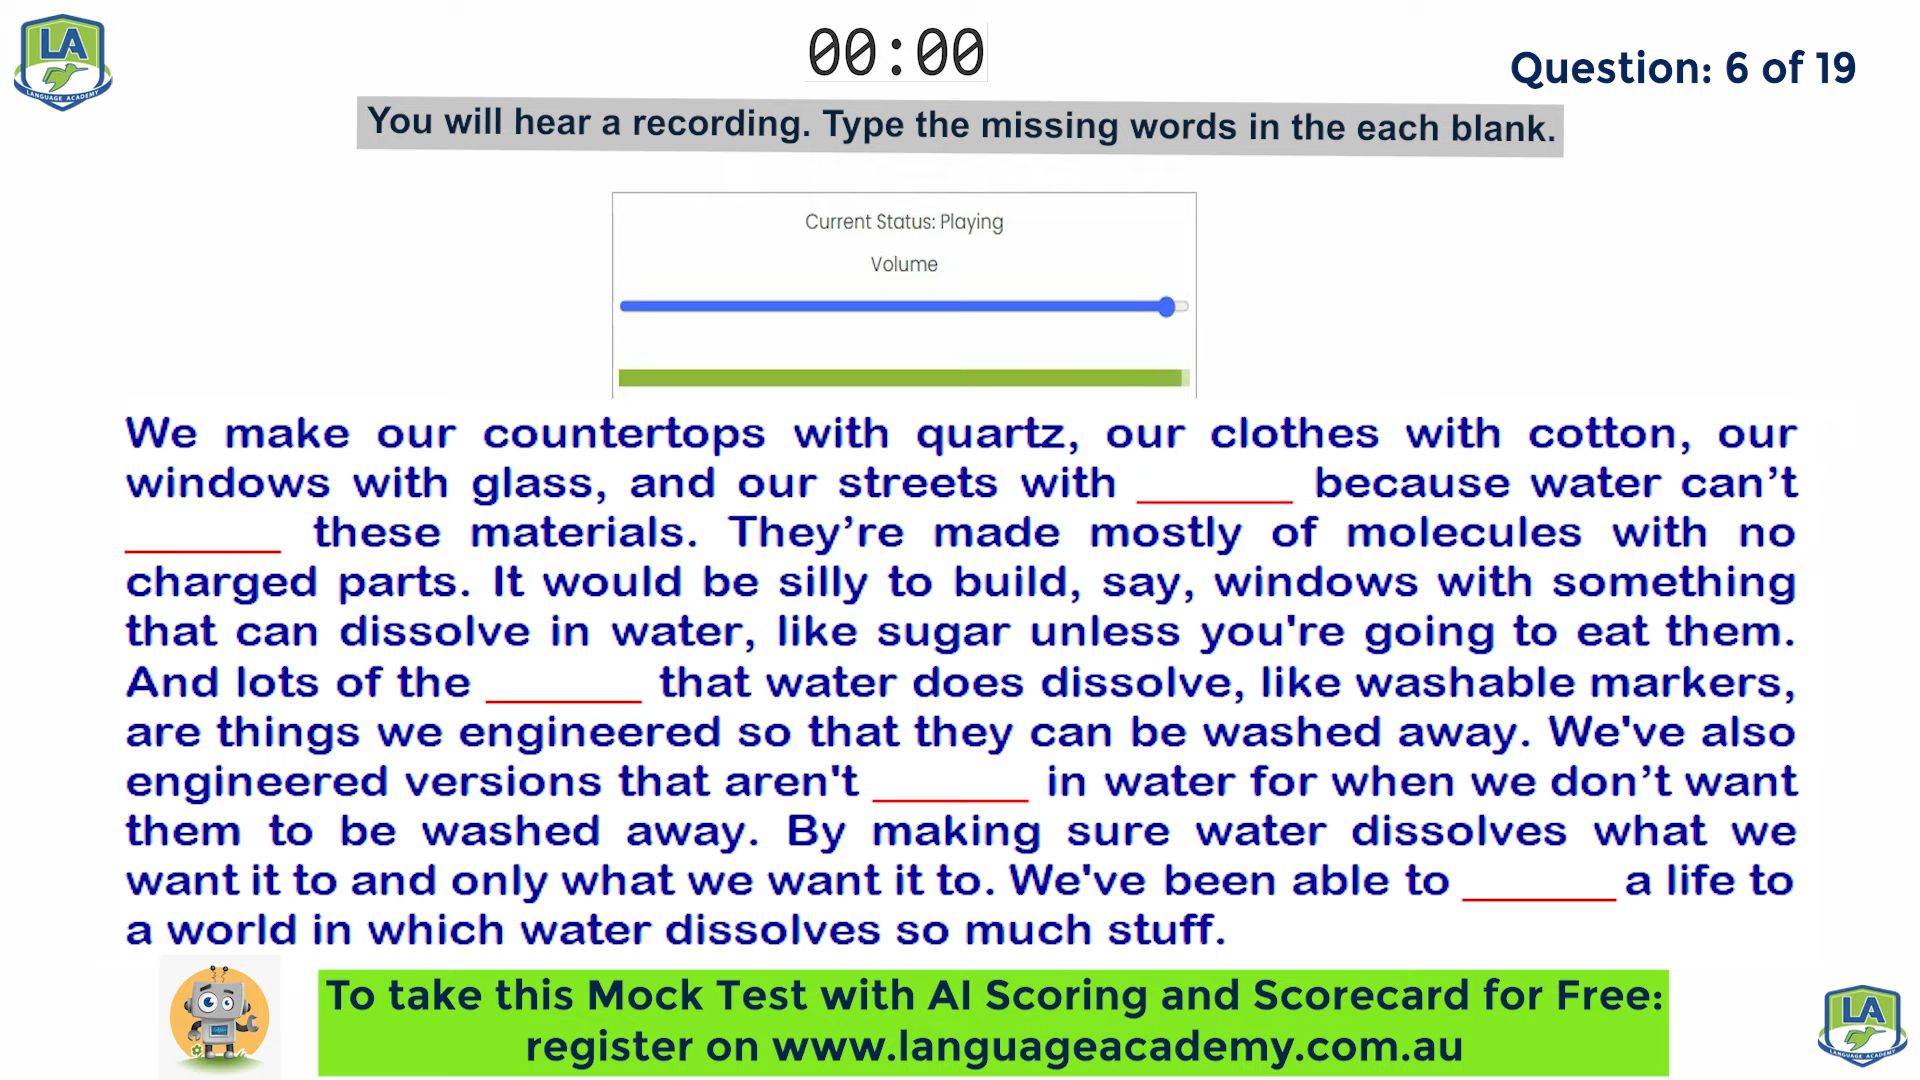 LA
LANGUAGE ACADEMY
00:00
Question: 6 of 19
You will hear a recording. Type the missing words in the each blank.
Current Status: Playing
Volume
We make our countertops with quartz, our clothes with cotton, our
windows with glass, and our streets with ______ because water can’t
______ these materials. They’re made mostly of molecules with no
charged parts. It would be silly to build, say, windows with something
that can dissolve in water, like sugar unless you're going to eat them.
And lots of the ______ that water does dissolve, like washable markers,
are things we engineered so that they can be washed away. We've also
engineered versions that aren't ______ in water for when we don’t want
them to be washed away. By making sure water dissolves what we
want it to and only what we want it to. We've been able to ______ a life to
a world in which water dissolves so much stuff.
To take this Mock Test with AI Scoring and Scorecard for Free:
register on www.languageacademy.com.au
LA
LANGUAGE ACADEMY